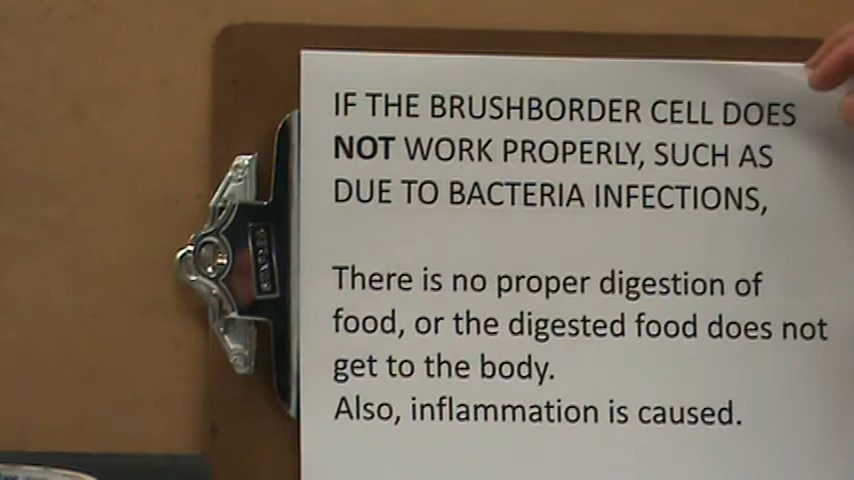 IF THE BRUSHBORDER CELL DOES
NOT WORK PROPERLY, SUCH AS
DUE TO BACTERIA INFECTIONS,
There is no proper digestion of
food, or the digested food does not
get to the body.
Also, inflammation is caused.